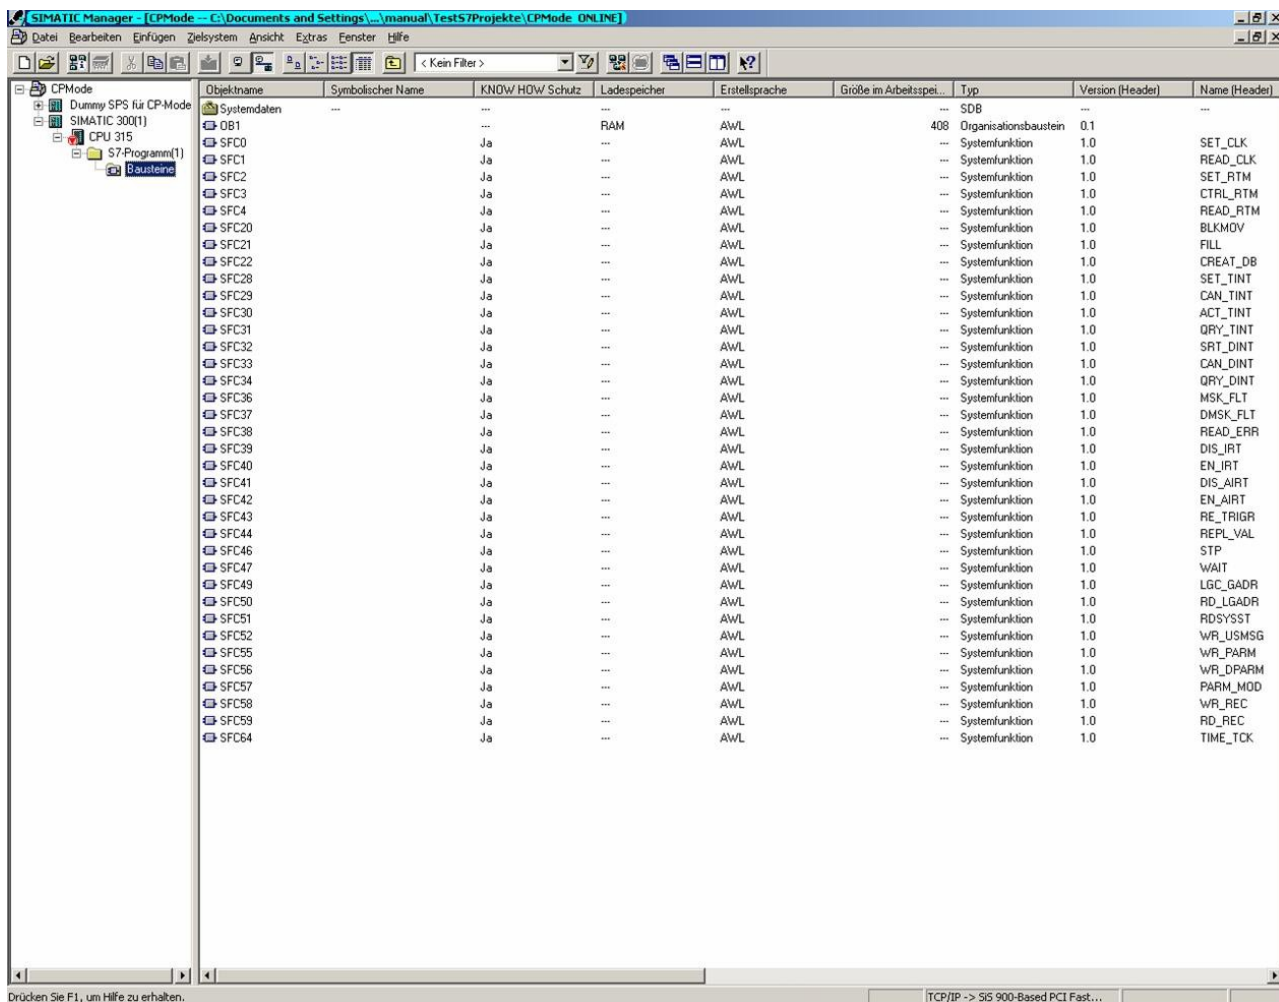 SIMATIC Manager - [CPMode -- C:\Documents and Settings\...\manual\TestS7Projekte\CPMode ONLINE]
Datei Bearbeiten Einfügen Zielsystem Ansicht Extras Fenster Hilfe
< Kein Filter >
CPMode
Dummy SPS für CP-Mode
SIMATIC 300(1)
CPU 315
S7-Programm(1)
Bausteine
Objektname Symbolischer Name KNOW HOW Schutz Ladespeicher Erstellsprache Größe im Arbeitsspei... Typ Version (Header) Name (Header)
Systemdaten --- --- --- --- --- SDB --- ---
OB1 --- RAM AWL 408 Organisationsbaustein 0.1
SFC0 Ja --- AWL --- Systemfunktion 1.0 SET_CLK
SFC1 Ja --- AWL --- Systemfunktion 1.0 READ_CLK
SFC2 Ja --- AWL --- Systemfunktion 1.0 SET_RTM
SFC3 Ja --- AWL --- Systemfunktion 1.0 CTRL_RTM
SFC4 Ja --- AWL --- Systemfunktion 1.0 READ_RTM
SFC20 Ja --- AWL --- Systemfunktion 1.0 BLKMOV
SFC21 Ja --- AWL --- Systemfunktion 1.0 FILL
SFC22 Ja --- AWL --- Systemfunktion 1.0 CREAT_DB
SFC28 Ja --- AWL --- Systemfunktion 1.0 SET_TINT
SFC29 Ja --- AWL --- Systemfunktion 1.0 CAN_TINT
SFC30 Ja --- AWL --- Systemfunktion 1.0 ACT_TINT
SFC31 Ja --- AWL --- Systemfunktion 1.0 QRY_TINT
SFC32 Ja --- AWL --- Systemfunktion 1.0 SRT_DINT
SFC33 Ja --- AWL --- Systemfunktion 1.0 CAN_DINT
SFC34 Ja --- AWL --- Systemfunktion 1.0 QRY_DINT
SFC36 Ja --- AWL --- Systemfunktion 1.0 MSK_FLT
SFC37 Ja --- AWL --- Systemfunktion 1.0 DMSK_FLT
SFC38 Ja --- AWL --- Systemfunktion 1.0 READ_ERR
SFC39 Ja --- AWL --- Systemfunktion 1.0 DIS_IRT
SFC40 Ja --- AWL --- Systemfunktion 1.0 EN_IRT
SFC41 Ja --- AWL --- Systemfunktion 1.0 DIS_AIRT
SFC42 Ja --- AWL --- Systemfunktion 1.0 EN_AIRT
SFC43 Ja --- AWL --- Systemfunktion 1.0 RE_TRIGR
SFC44 Ja --- AWL --- Systemfunktion 1.0 REPL_VAL
SFC46 Ja --- AWL --- Systemfunktion 1.0 STP
SFC47 Ja --- AWL --- Systemfunktion 1.0 WAIT
SFC49 Ja --- AWL --- Systemfunktion 1.0 LGC_GADR
SFC50 Ja --- AWL --- Systemfunktion 1.0 RD_LGADR
SFC51 Ja --- AWL --- Systemfunktion 1.0 RDSYSST
SFC52 Ja --- AWL --- Systemfunktion 1.0 WR_USMSG
SFC55 Ja --- AWL --- Systemfunktion 1.0 WR_PARM
SFC56 Ja --- AWL --- Systemfunktion 1.0 WR_DPARM
SFC57 Ja --- AWL --- Systemfunktion 1.0 PARM_MOD
SFC58 Ja --- AWL --- Systemfunktion 1.0 WR_REC
SFC59 Ja --- AWL --- Systemfunktion 1.0 RD_REC
SFC64 Ja --- AWL --- Systemfunktion 1.0 TIME_TCK
Drücken Sie F1, um Hilfe zu erhalten. TCP/IP -> SiS 900-Based PCI Fast...